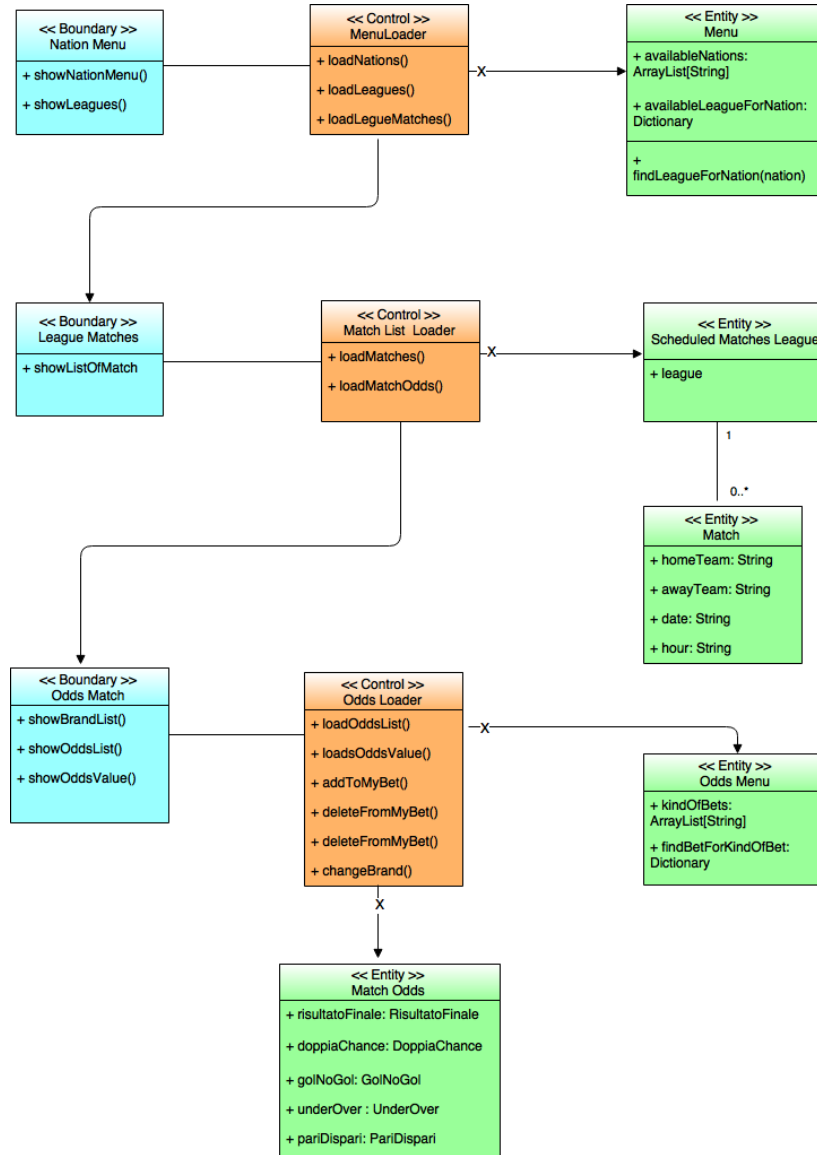 << Boundary >>
Nation Menu
+ showNationMenu()
+ showLeagues()
<< Control >>
MenuLoader
+ loadNations()
+ loadLeagues()
+ loadLegueMatches()
X
<< Entity >>
Menu
+ availableNations:
ArrayList[String]
+ availableLeagueForNation:
Dictionary
+
findLeagueForNation(nation)
<< Boundary >>
League Matches
+ showListOfMatch
<< Control >>
Match List Loader
+ loadMatches()
+ loadMatchOdds()
X
<< Entity >>
Scheduled Matches League
+ league
1
0..*
<< Entity >>
Match
+ homeTeam: String
+ awayTeam: String
+ date: String
+ hour: String
<< Boundary >>
Odds Match
+ showBrandList()
+ showOddsList()
+ showOddsValue()
<< Control >>
Odds Loader
+ loadOddsList()
+ loadsOddsValue()
+ addToMyBet()
+ deleteFromMyBet()
+ deleteFromMyBet()
+ changeBrand()
X
<< Entity >>
Odds Menu
+ kindOfBets:
ArrayList[String]
+ findBetForKindOfBet:
Dictionary
X
<< Entity >>
Match Odds
+ risultatoFinale: RisultatoFinale
+ doppiaChance: DoppiaChance
+ golNoGol: GolNoGol
+ underOver : UnderOver
+ pariDispari: PariDispari